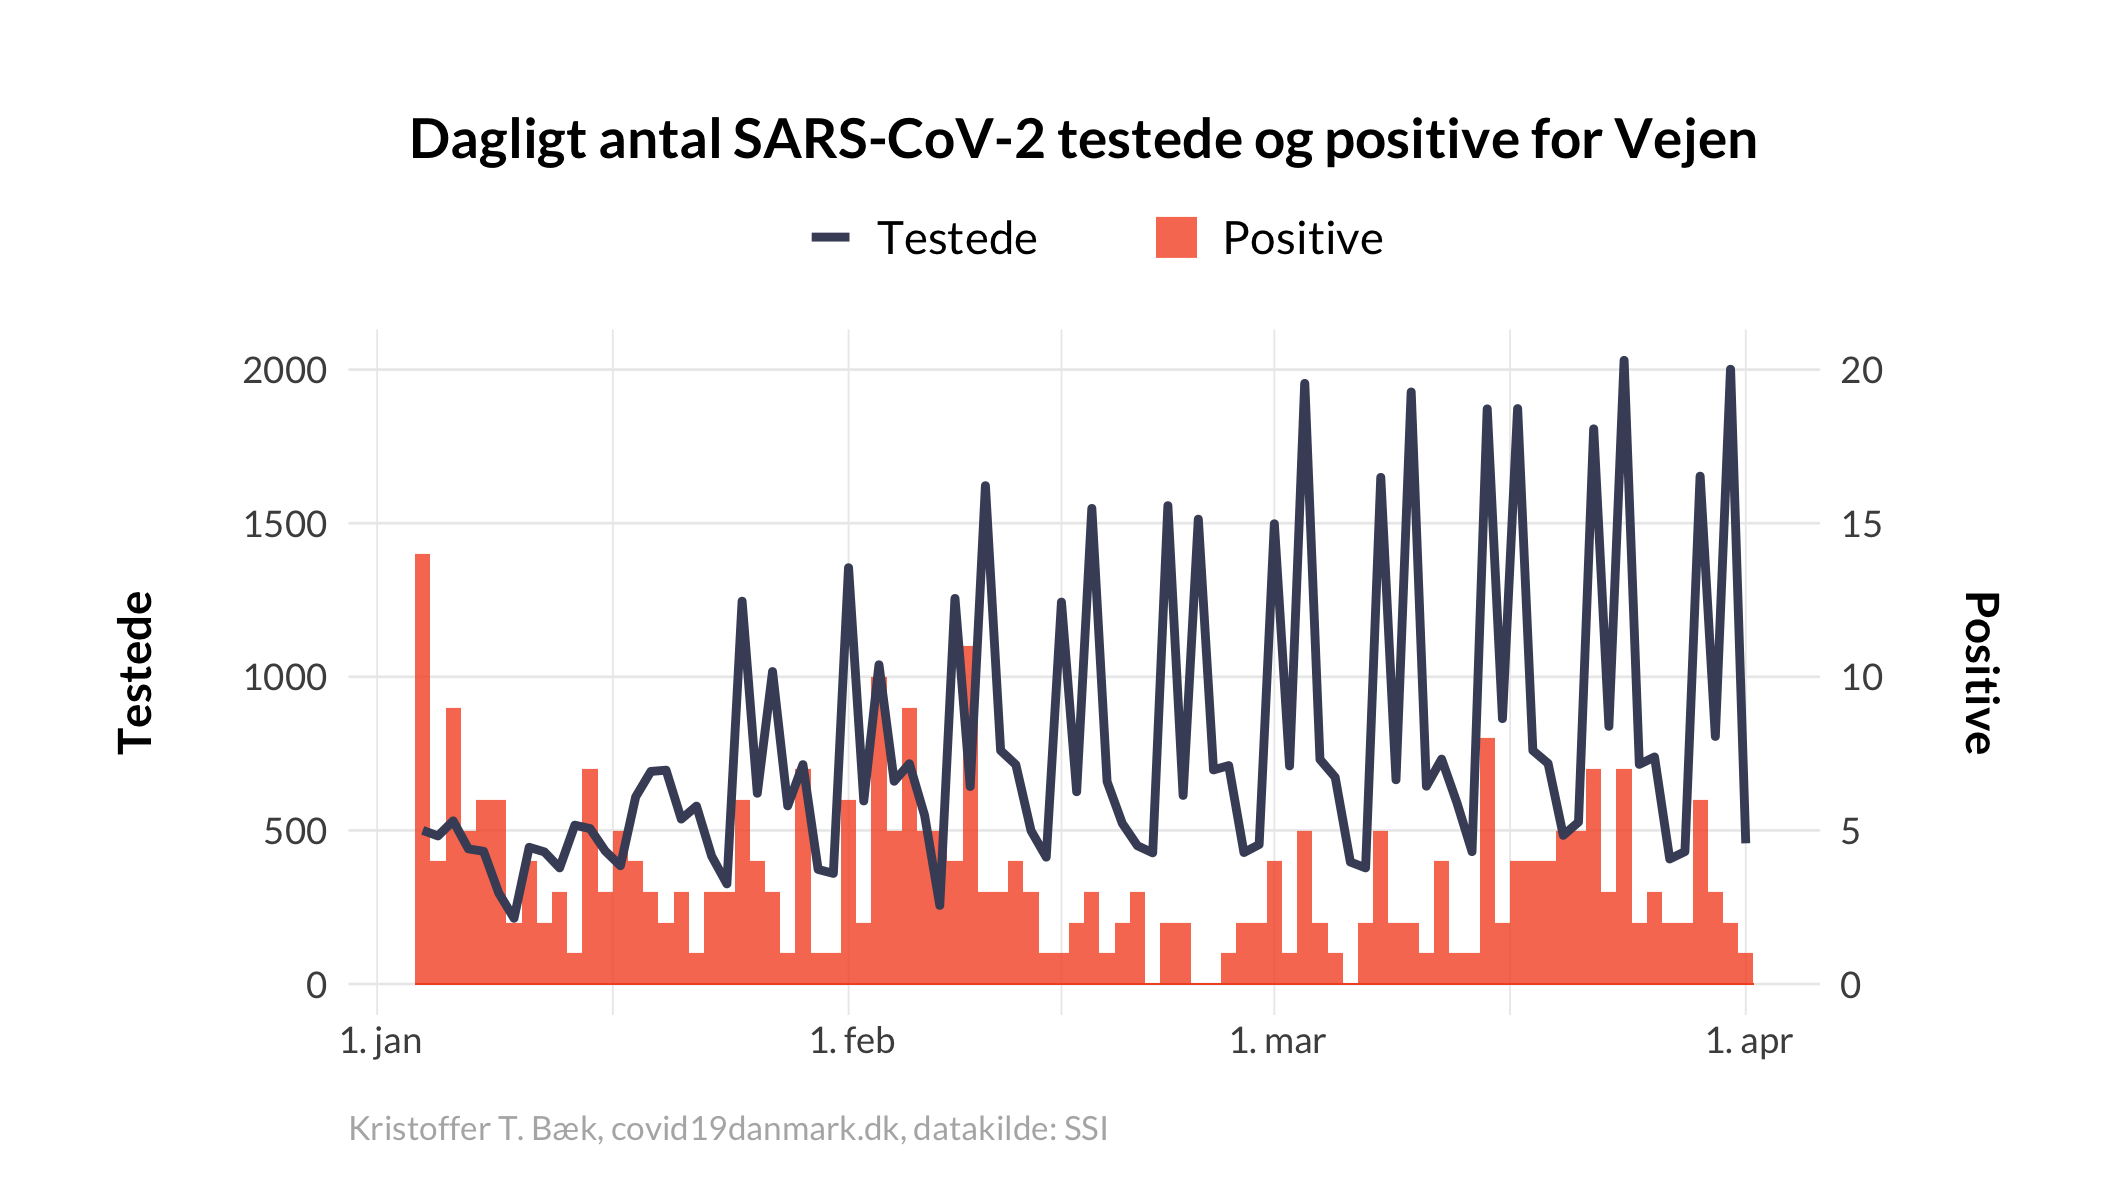 Dagligt antal SARS-CoV-2 testede og positive for Vejen
Testede Positive
2000 20
1500 15
1000 10
500 5
0 0
Testede
Positive
1. jan 1. feb 1. mar 1. apr
Kristoffer T. Bæk, covid19danmark.dk, datakilde: SSI